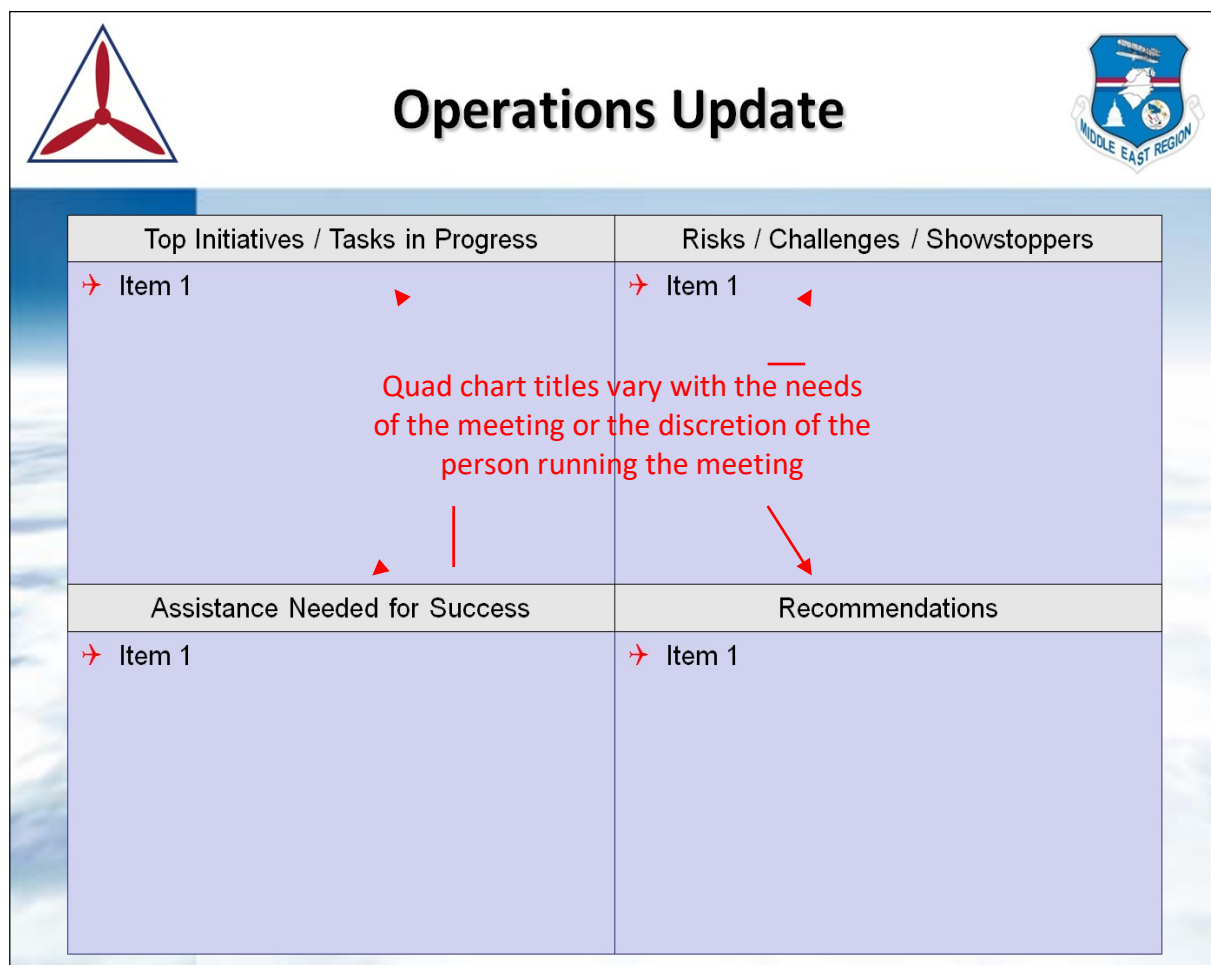 Operations Update
MIDDLE EAST REGION
Top Initiatives / Tasks in Progress
Risks / Challenges / Showstoppers
Item 1
Item 1
Quad chart titles vary with the needs
of the meeting or the discretion of the
person running the meeting
Assistance Needed for Success
Recommendations
Item 1
Item 1